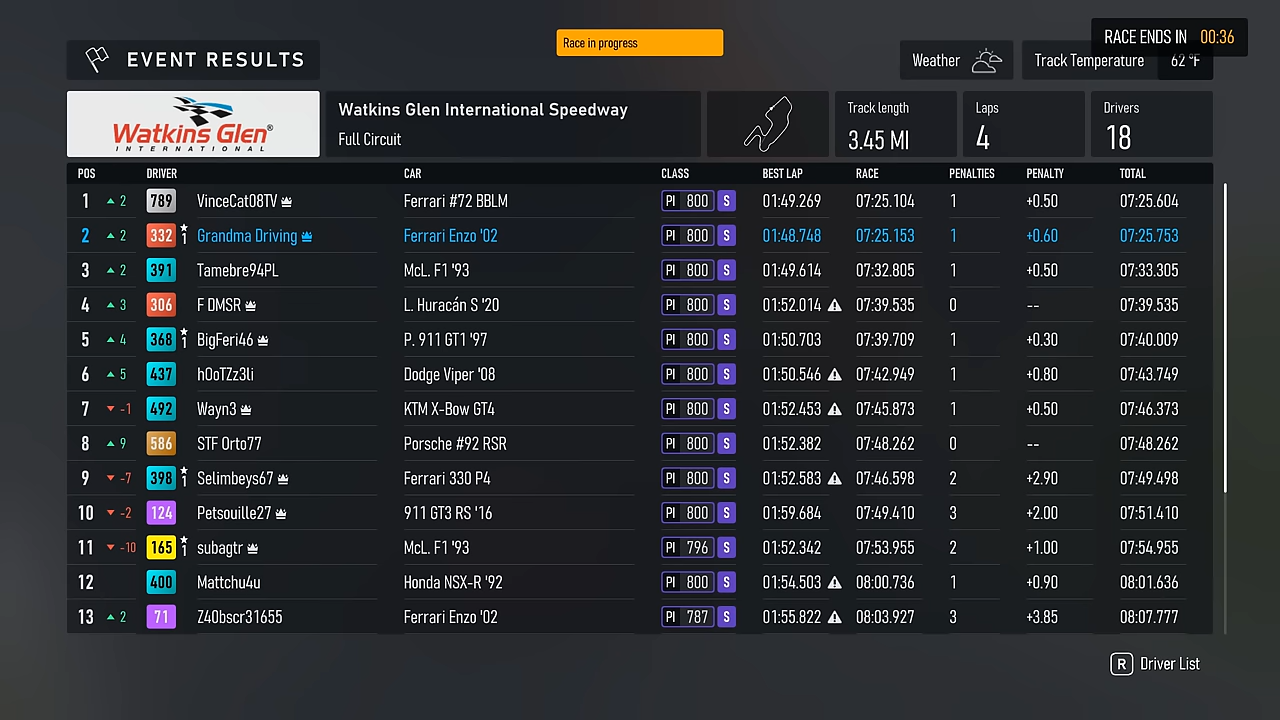 Race in progress
RACE ENDS IN 00:36
EVENT RESULTS
Weather
Track Temperature 62 °F
Watkins Glen®
INTERNATIONAL
Watkins Glen International Speedway
Full Circuit
Track length
3.45 MI
Laps
4
Drivers
18
POS DRIVER CAR CLASS BEST LAP RACE PENALTIES PENALTY TOTAL
1 2 789 VinceCat08TV Ferrari #72 BBLM PI 800 S 01:49.269 07:25.104 1 +0.50 07:25.604
2 2 332 1 Grandma Driving Ferrari Enzo '02 PI 800 S 01:48.748 07:25.153 1 +0.60 07:25.753
3 2 391 Tamebre94PL McL. F1 '93 PI 800 S 01:49.614 07:32.805 1 +0.50 07:33.305
4 3 306 F DMSR L. Huracán S '20 PI 800 S 01:52.014 07:39.535 0 -- 07:39.535
5 4 368 1 BigFeri46 P. 911 GT1 '97 PI 800 S 01:50.703 07:39.709 1 +0.30 07:40.009
6 5 437 hOoTZz3li Dodge Viper '08 PI 800 S 01:50.546 07:42.949 1 +0.80 07:43.749
7 -1 492 Wayn3 KTM X-Bow GT4 PI 800 S 01:52.453 07:45.873 1 +0.50 07:46.373
8 9 586 STF Orto77 Porsche #92 RSR PI 800 S 01:52.382 07:48.262 0 -- 07:48.262
9 -7 398 1 Selimbeys67 Ferrari 330 P4 PI 800 S 01:52.583 07:46.598 2 +2.90 07:49.498
10 -2 124 Petsouille27 911 GT3 RS '16 PI 800 S 01:59.684 07:49.410 3 +2.00 07:51.410
11 -10 165 1 subagtr McL. F1 '93 PI 796 S 01:52.342 07:53.955 2 +1.00 07:54.955
12 400 Mattchu4u Honda NSX-R '92 PI 800 S 01:54.503 08:00.736 1 +0.90 08:01.636
13 2 71 Z4Obscr31655 Ferrari Enzo '02 PI 787 S 01:55.822 08:03.927 3 +3.85 08:07.777
R Driver List